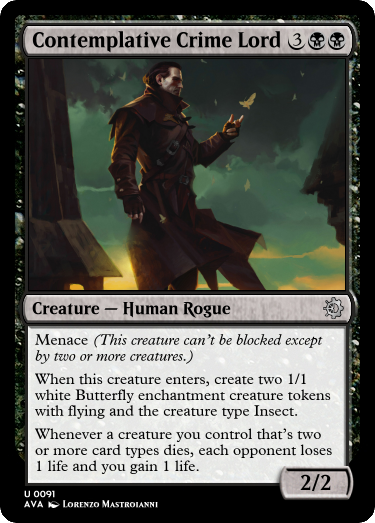 Contemplative Crime Lord 3
Creature — Human Rogue
Menace (This creature can't be blocked except
by two or more creatures.)
When this creature enters, create two 1/1
white Butterfly enchantment creature tokens
with flying and the creature type Insect.
Whenever a creature you control that's two
or more card types dies, each opponent loses
1 life and you gain 1 life.
2/2
U 0091
AVA Lorenzo Mastroianni